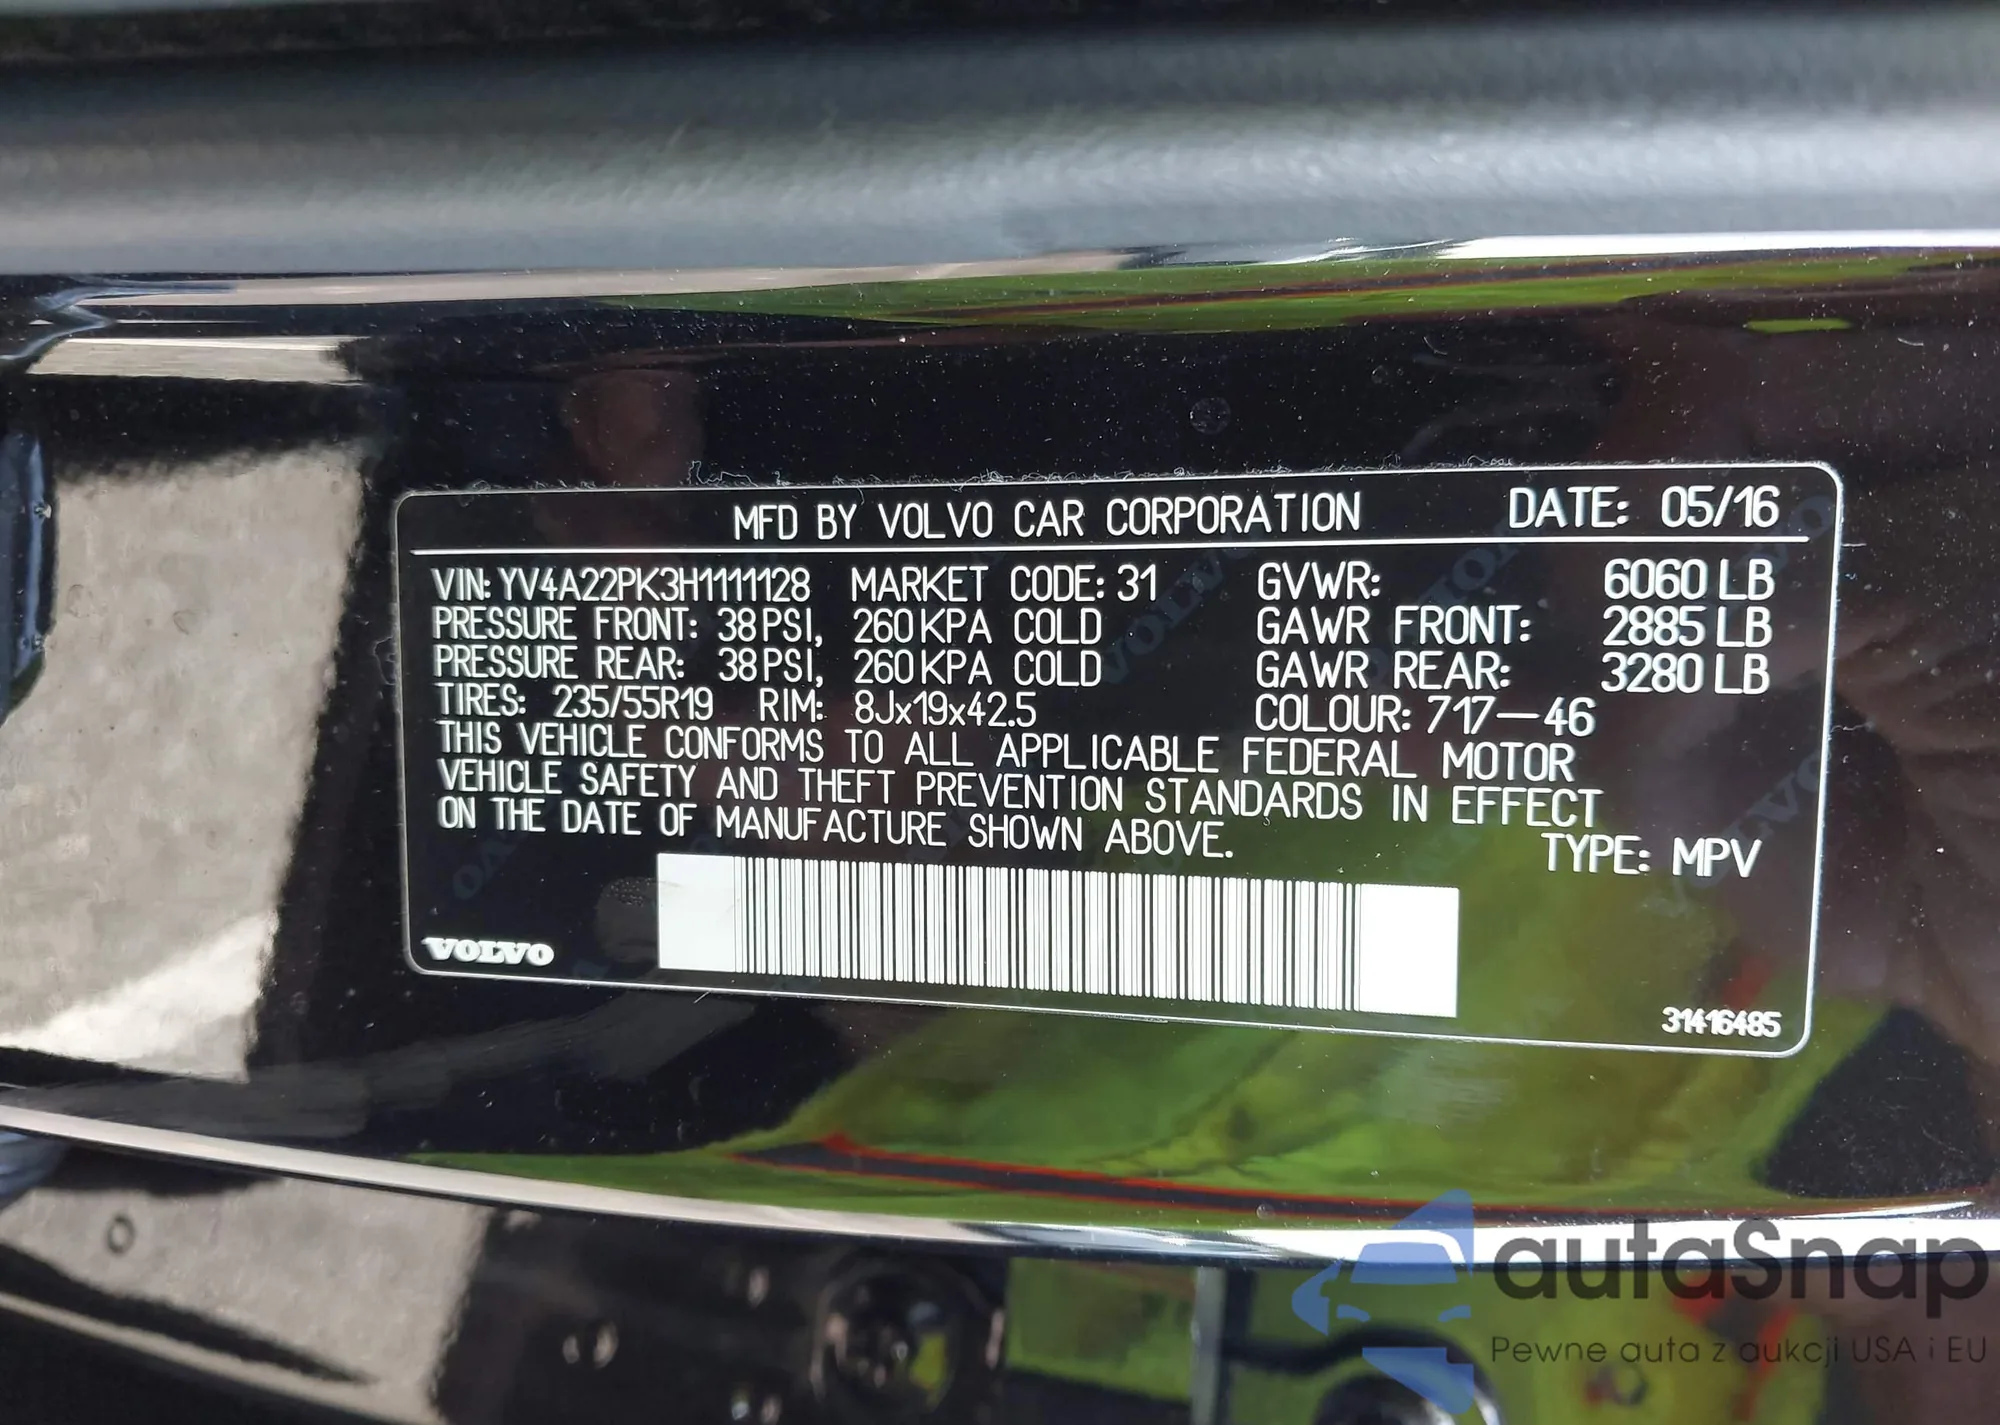 MFD BY VOLVO CAR CORPORATION DATE: 05/16
VIN: YV4A22PK3H1111128 MARKET CODE: 31 GVWR: 6060 LB
PRESSURE FRONT: 38 PSI, 260 KPA COLD GAWR FRONT: 2885 LB
PRESSURE REAR: 38 PSI, 260 KPA COLD GAWR REAR: 3280 LB
TIRES: 235/55R19 RIM: 8Jx19x42.5 COLOUR: 717-46
THIS VEHICLE CONFORMS TO ALL APPLICABLE FEDERAL MOTOR
VEHICLE SAFETY AND THEFT PREVENTION STANDARDS IN EFFECT
ON THE DATE OF MANUFACTURE SHOWN ABOVE.
TYPE: MPV
VOLVO
31416485
autaSnap
Pewne auta z aukcji USA i EU